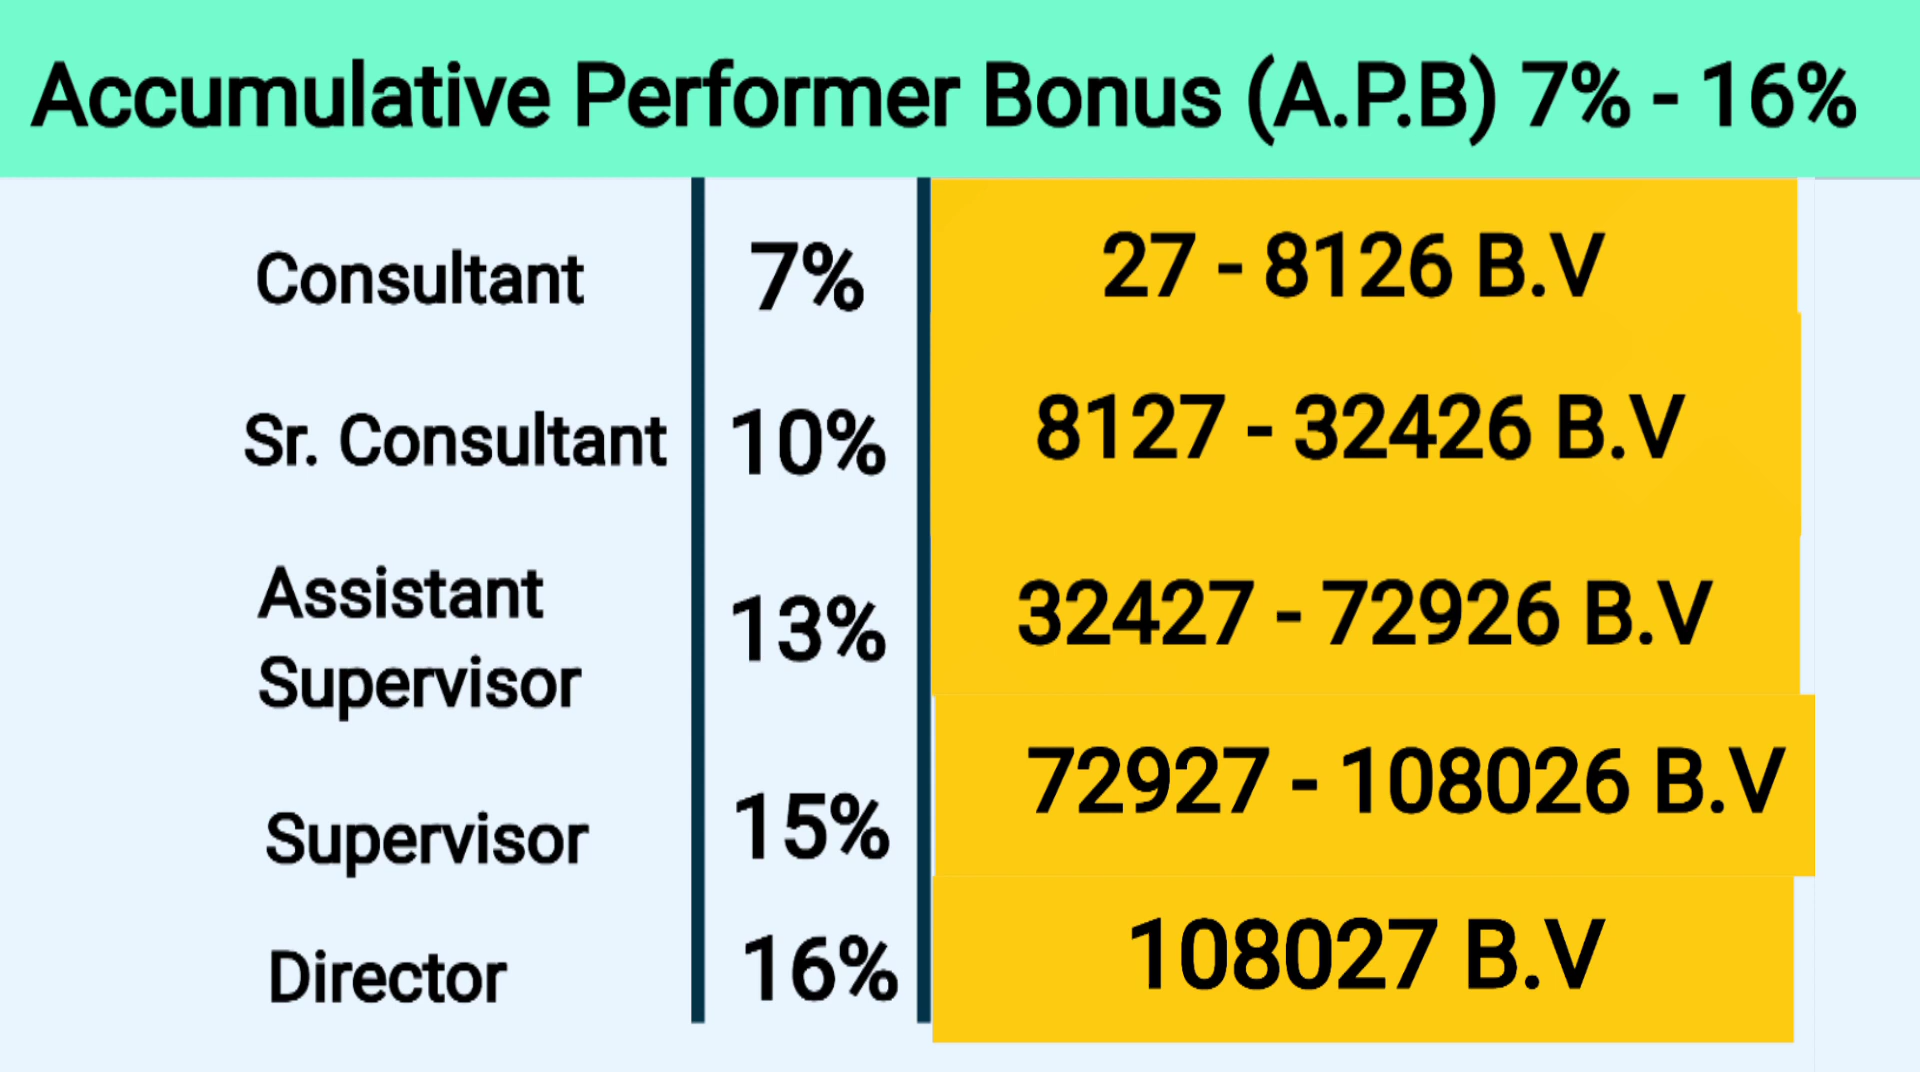 Accumulative Performer Bonus (A.P.B) 7% - 16%
Consultant 7% 27 - 8126 B.V
Sr. Consultant 10% 8127 - 32426 B.V
Assistant
Supervisor 13% 32427 - 72926 B.V
Supervisor 15% 72927 - 108026 B.V
Director 16% 108027 B.V